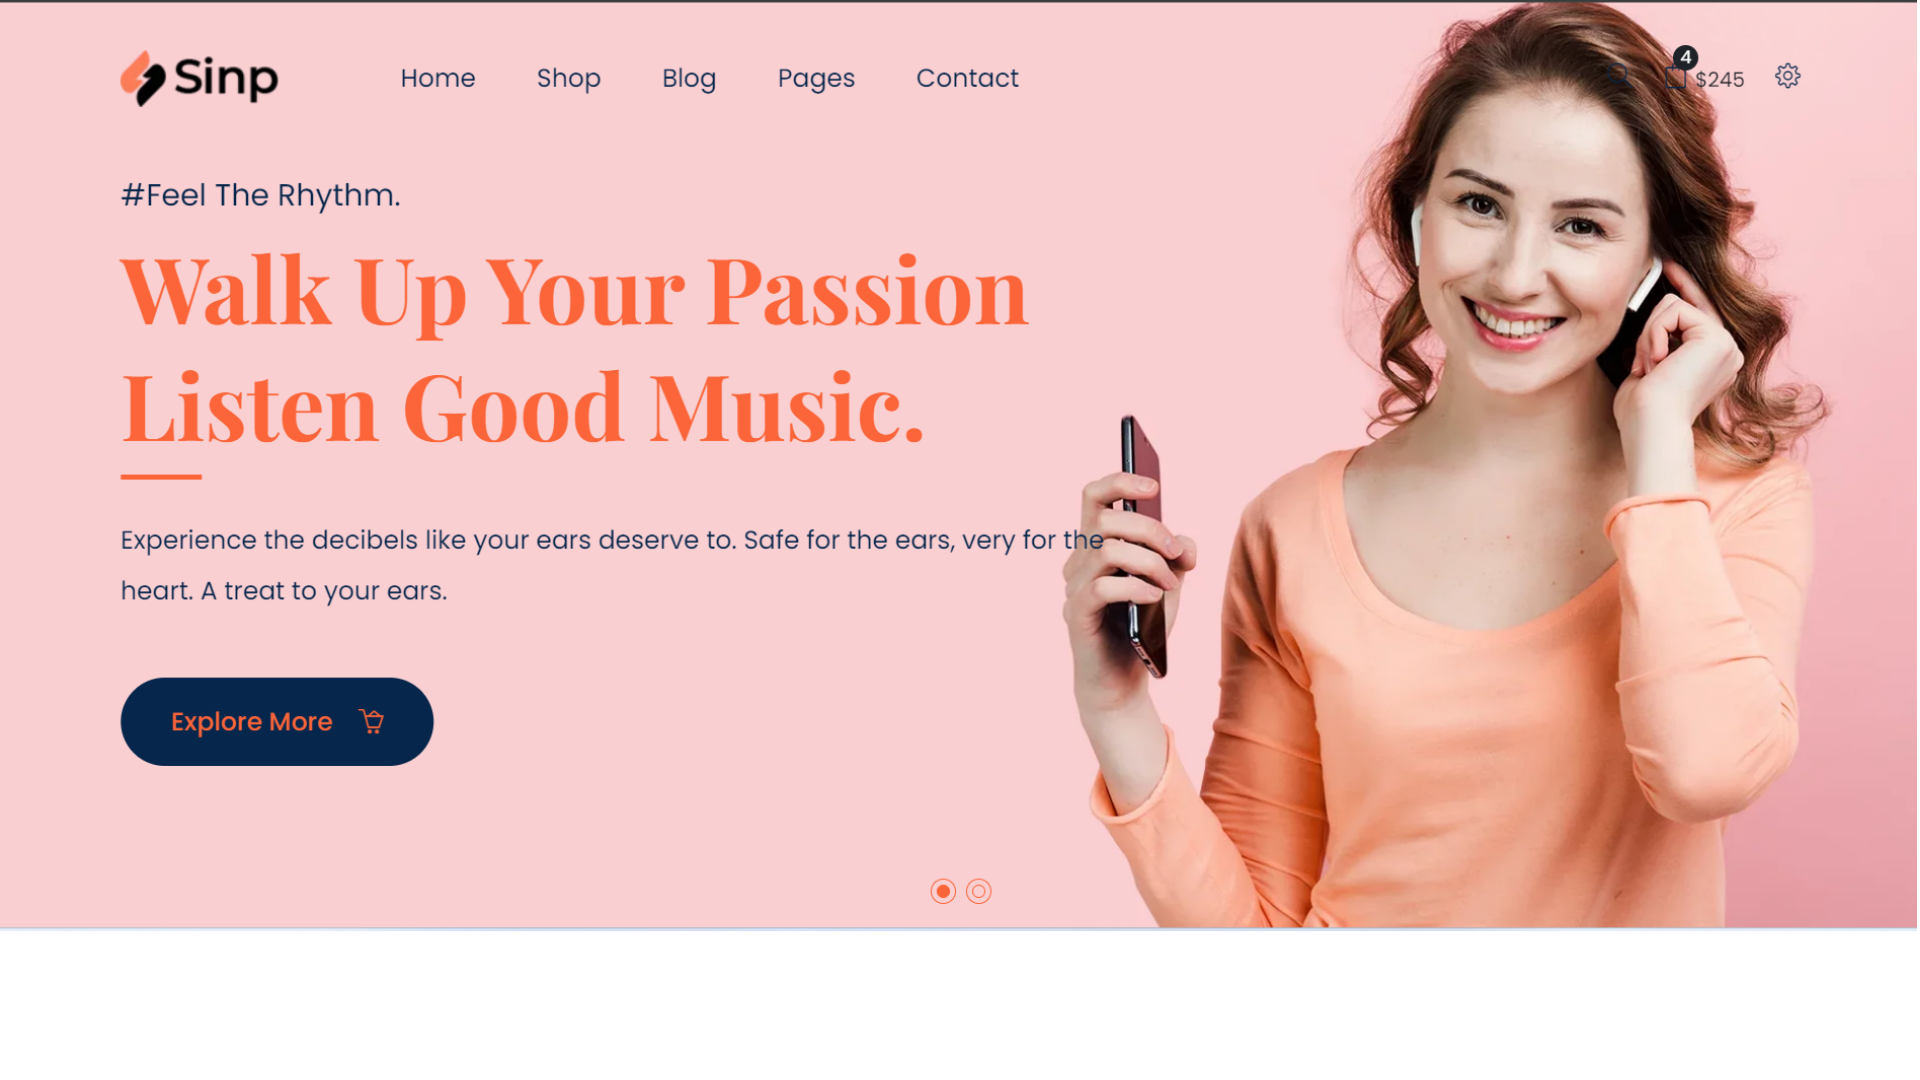 Sinp
Home Shop Blog Pages Contact
4
$245
#Feel The Rhythm.
Walk Up Your Passion
Listen Good Music.
Experience the decibels like your ears deserve to. Safe for the ears, very for the
heart. A treat to your ears.
Explore More